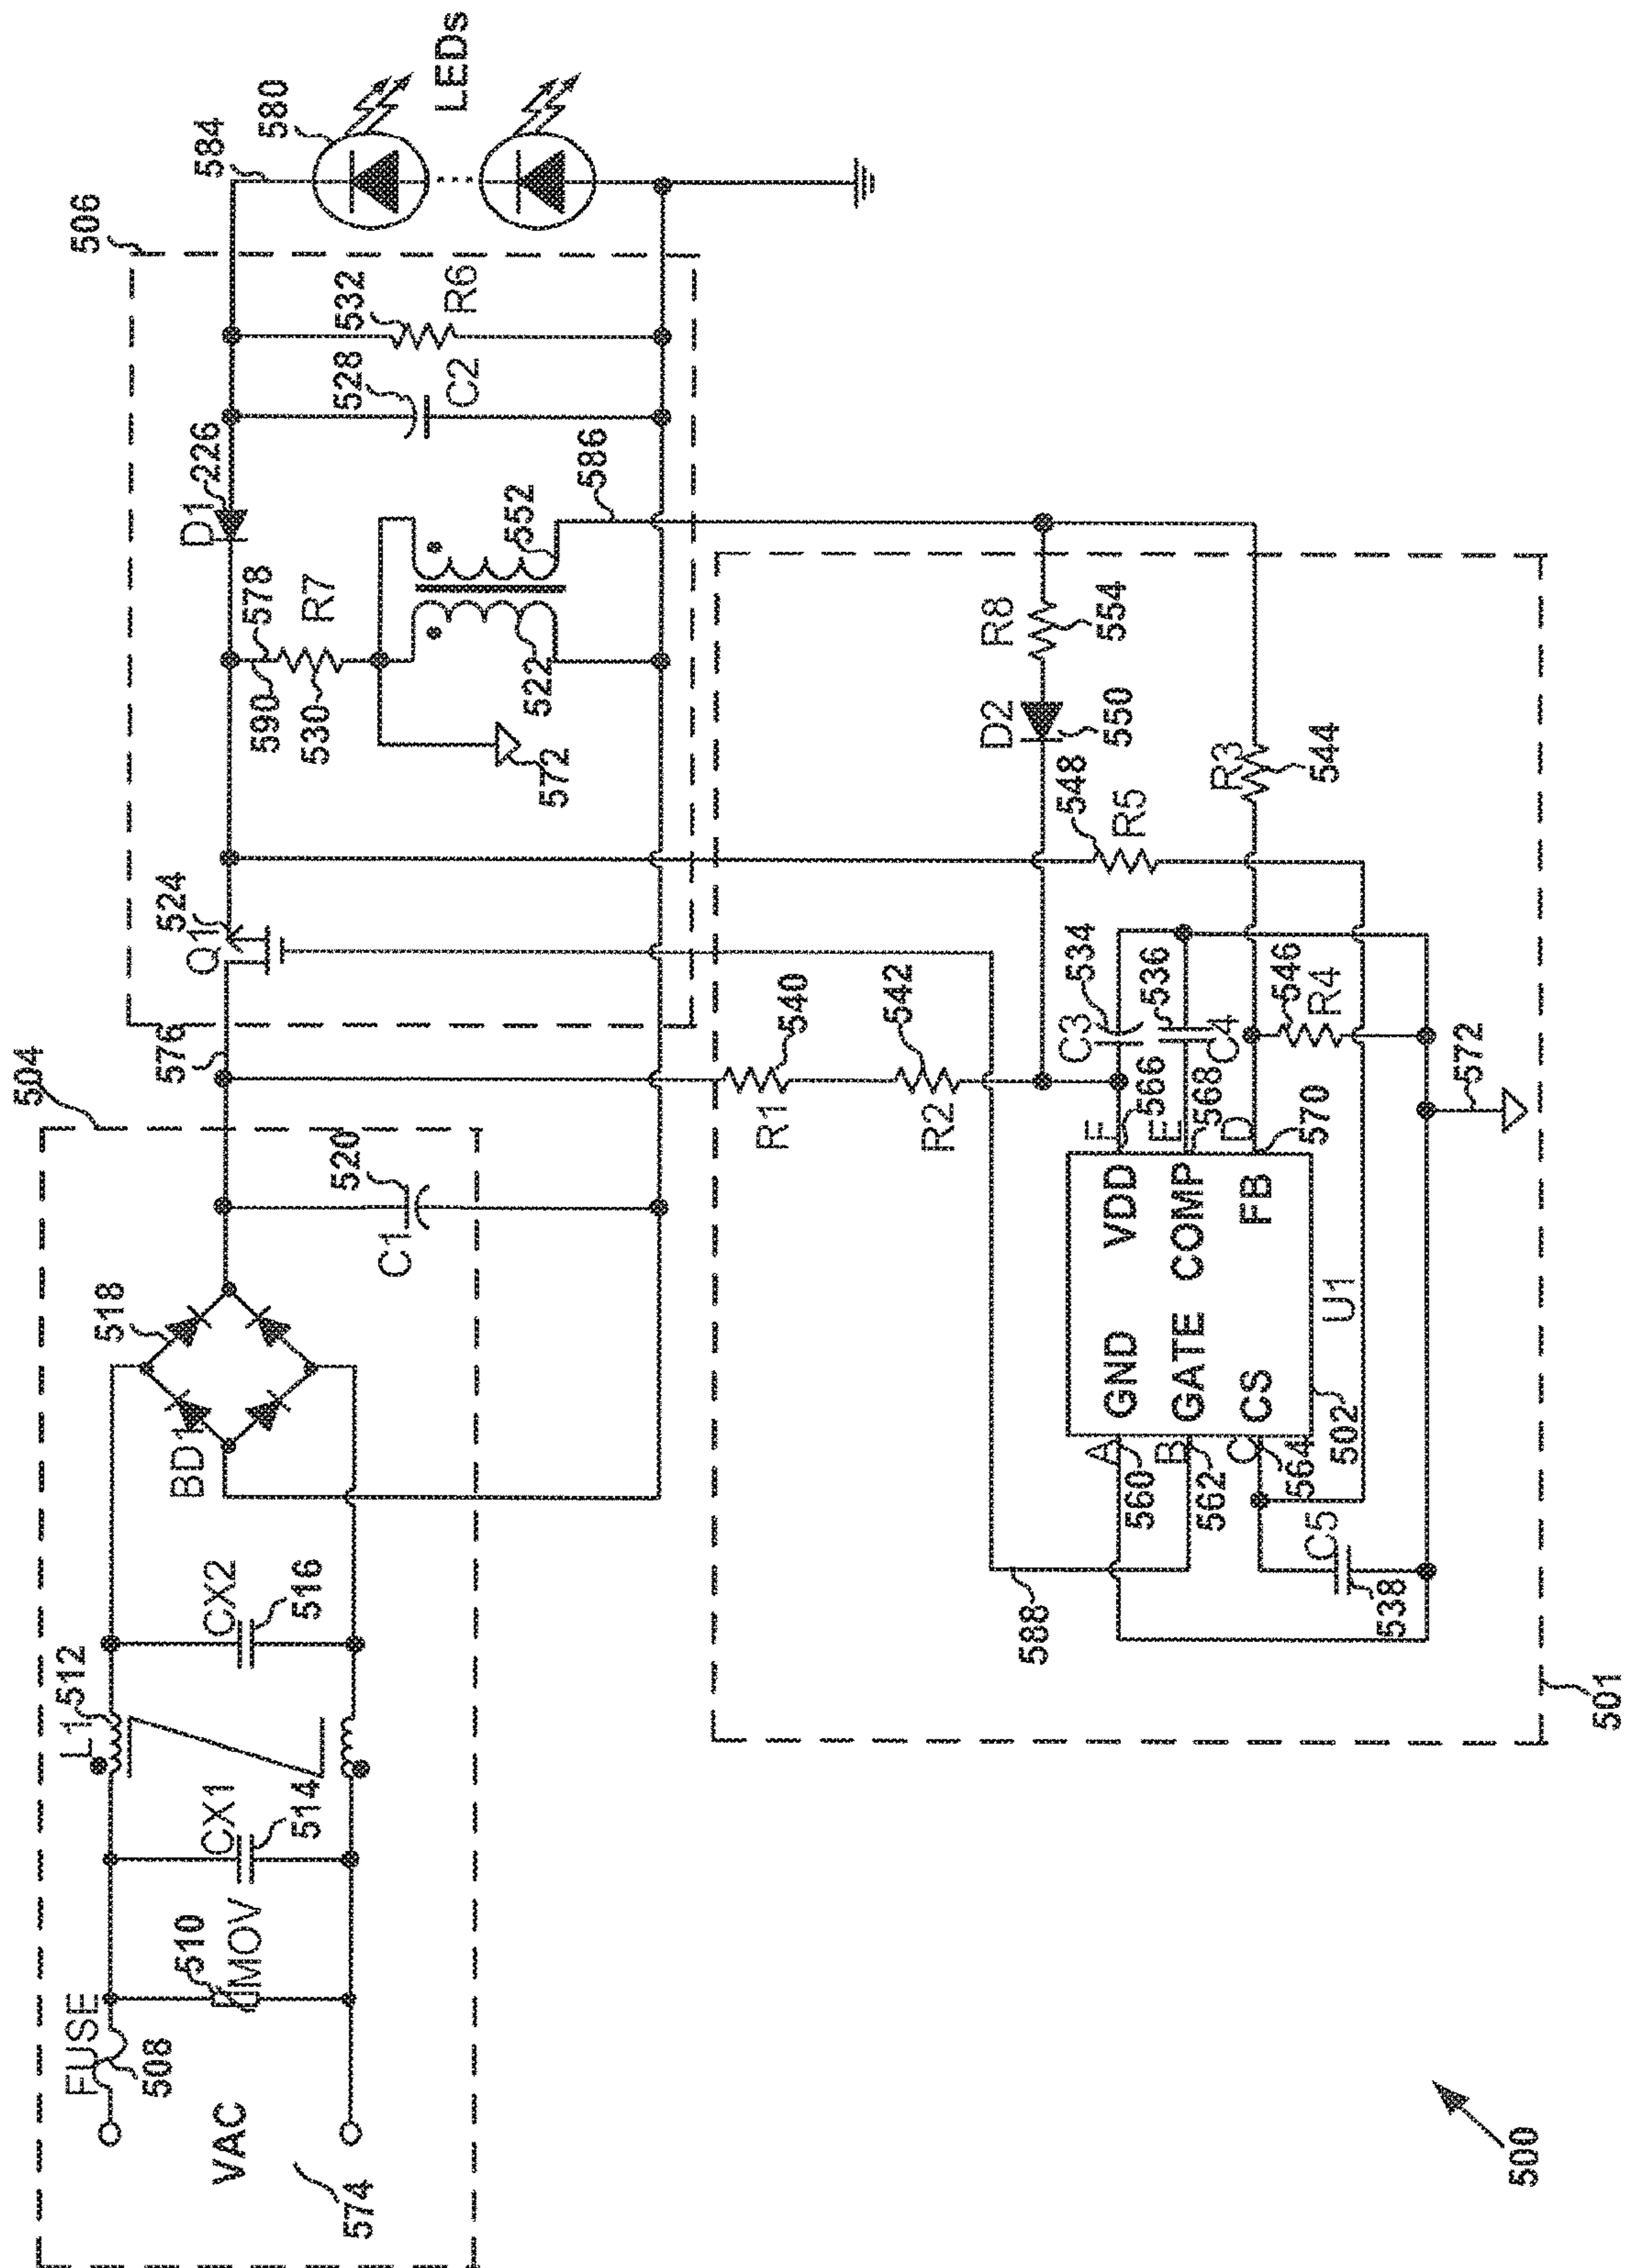 504
506
584
580
LEDs
FUSE
508
510
MOV
CX1
514
L1
512
CX2
516
BD1
518
C1
520
576
Q1
524
590
578
R7
530
572
522
552
D1
226
528
C2
532
R6
586
VAC
574
R1
540
R2
542
D2
550
R8
554
548
R5
R3
544
C3
534
536
C4
546
R4
572
F
566
E
568
D
570
GND
VDD
GATE
COMP
CS
FB
U1
502
A
560
B
562
C
564
C5
538
588
501
500